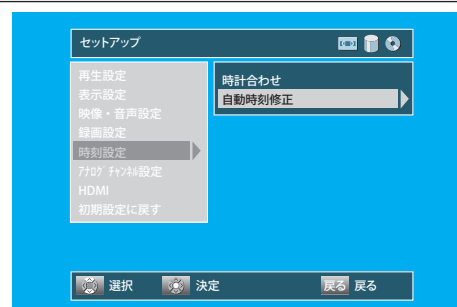 セットアップ
再生設定
表示設定
映像・音声設定
録画設定
時刻設定
ｱﾅﾛｸﾞ ﾁｬﾝﾈﾙ設定
HDMI
初期設定に戻す
時計合わせ
自動時刻修正
選択 決定 戻る 戻る